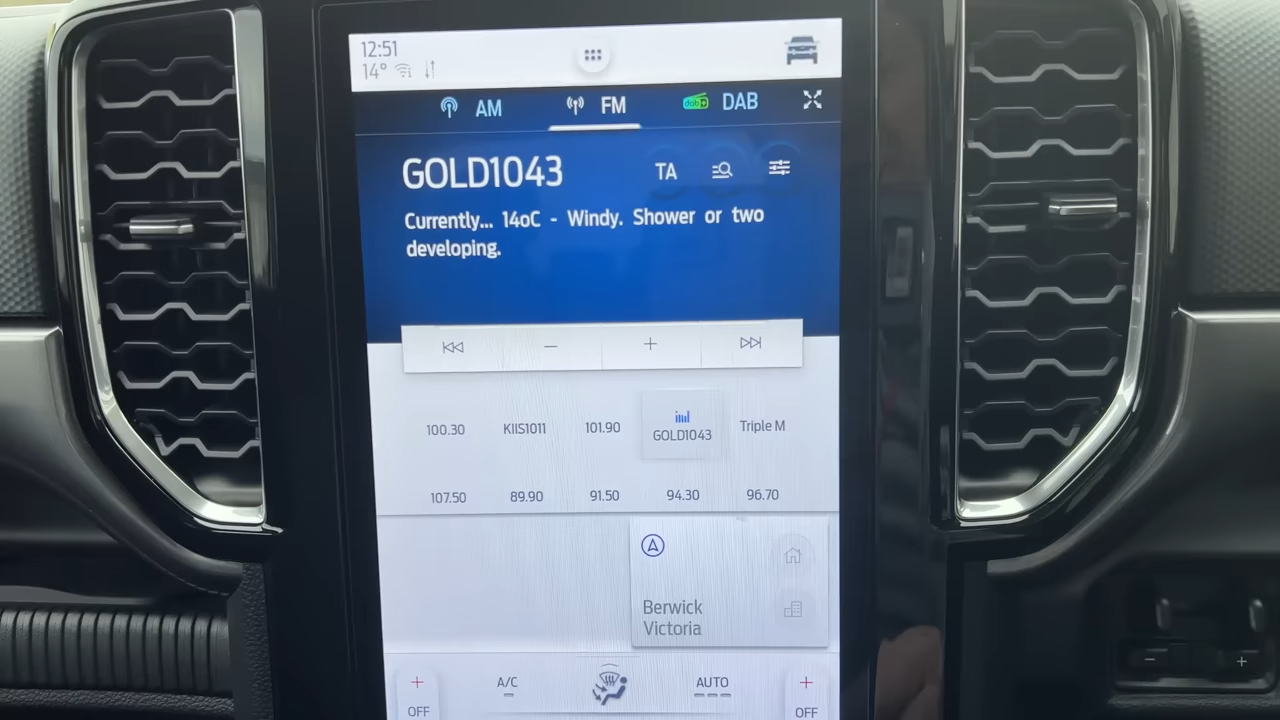 12:51
14°
AM
FM
dab+
DAB
GOLD1043
TA
Currently... 14oC - Windy. Shower or two
developing.
100.30
KIIS1011
101.90
GOLD1043
Triple M
107.50
89.90
91.50
94.30
96.70
Berwick
Victoria
A/C
AUTO
OFF
OFF